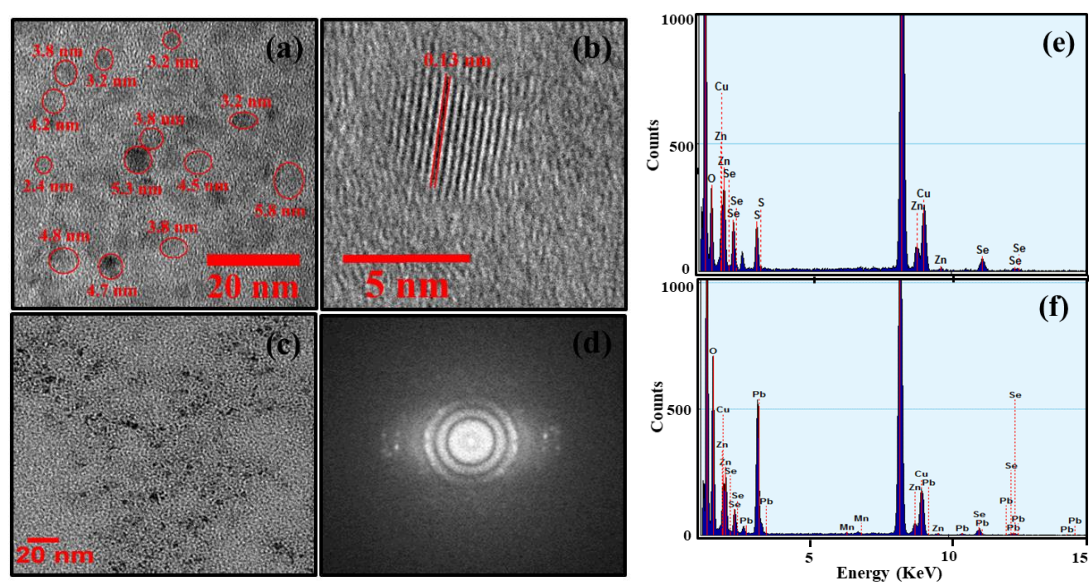 (a)
3.8 nm
3.2 nm
3.2 nm
4.2 nm
3.8 nm
3.2 nm
2.4 nm
5.3 nm
4.5 nm
5.8 nm
4.8 nm
3.8 nm
4.7 nm
20 nm
(b)
0.13 nm
5 nm
(c)
20 nm
(d)
(e)
1000
500
0
Counts
Cu
Zn
Zn
Se
O
Se
Se
S
S
Zn
Cu
Zn
Se
Se
Se
(f)
1000
500
0
Counts
O
Cu
Zn
Zn
Se
Se
Se
Pb
Pb
Pb
Mn
Mn
Zn
Cu
Pb
Zn
Pb
Se
Pb
Pb
Se
Se
Pb
Pb
Pb
Pb
5
10
15
Energy (KeV)